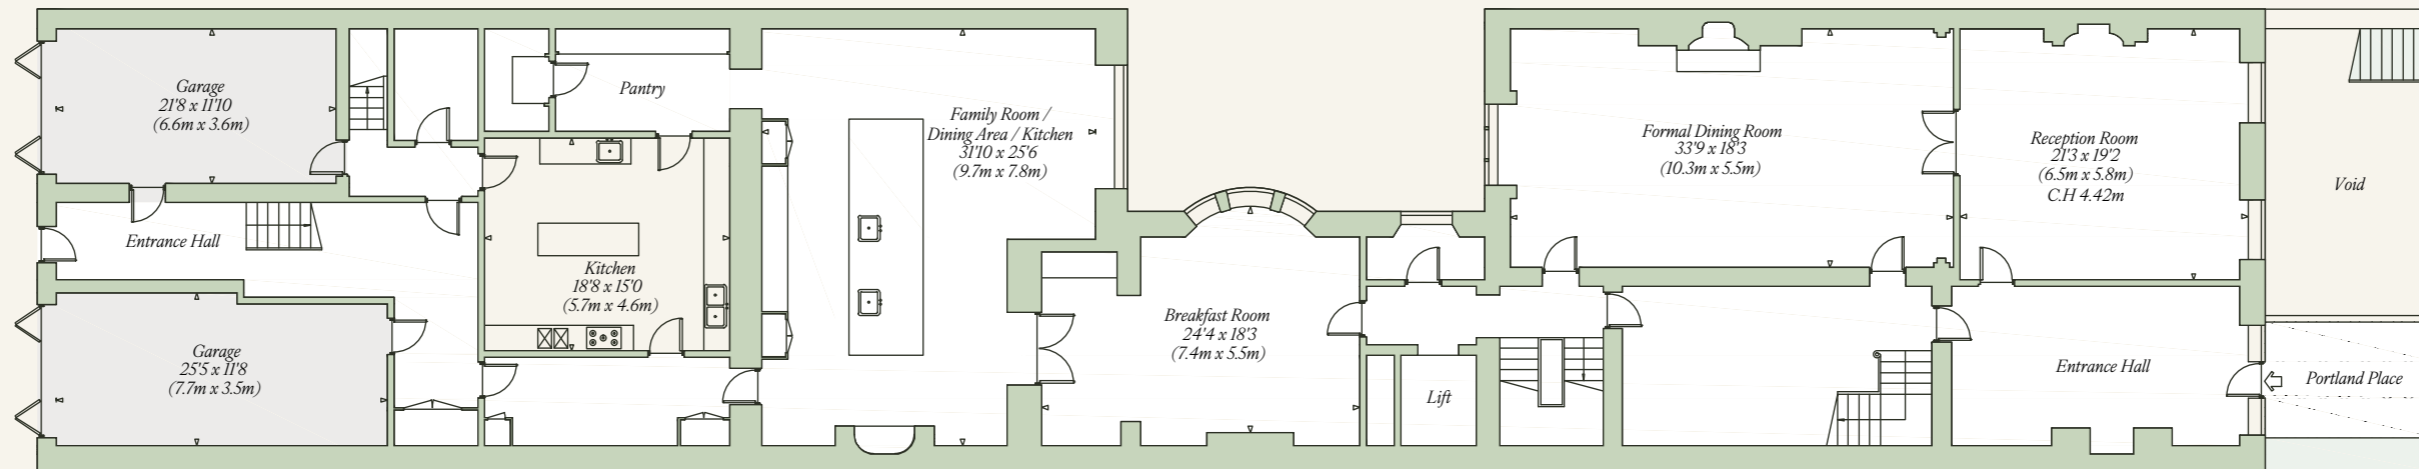 Garage
21'8 x 11'10
(6.6m x 3.6m)
Entrance Hall
Garage
25'5 x 11'8
(7.7m x 3.5m)
Pantry
Kitchen
18'8 x 15'0
(5.7m x 4.6m)
Family Room /
Dining Area / Kitchen
31'10 x 25'6
(9.7m x 7.8m)
Breakfast Room
24'4 x 18'3
(7.4m x 5.5m)
Lift
Formal Dining Room
33'9 x 18'3
(10.3m x 5.5m)
Reception Room
21'3 x 19'2
(6.5m x 5.8m)
C.H 4.42m
Entrance Hall
Void
Portland Place